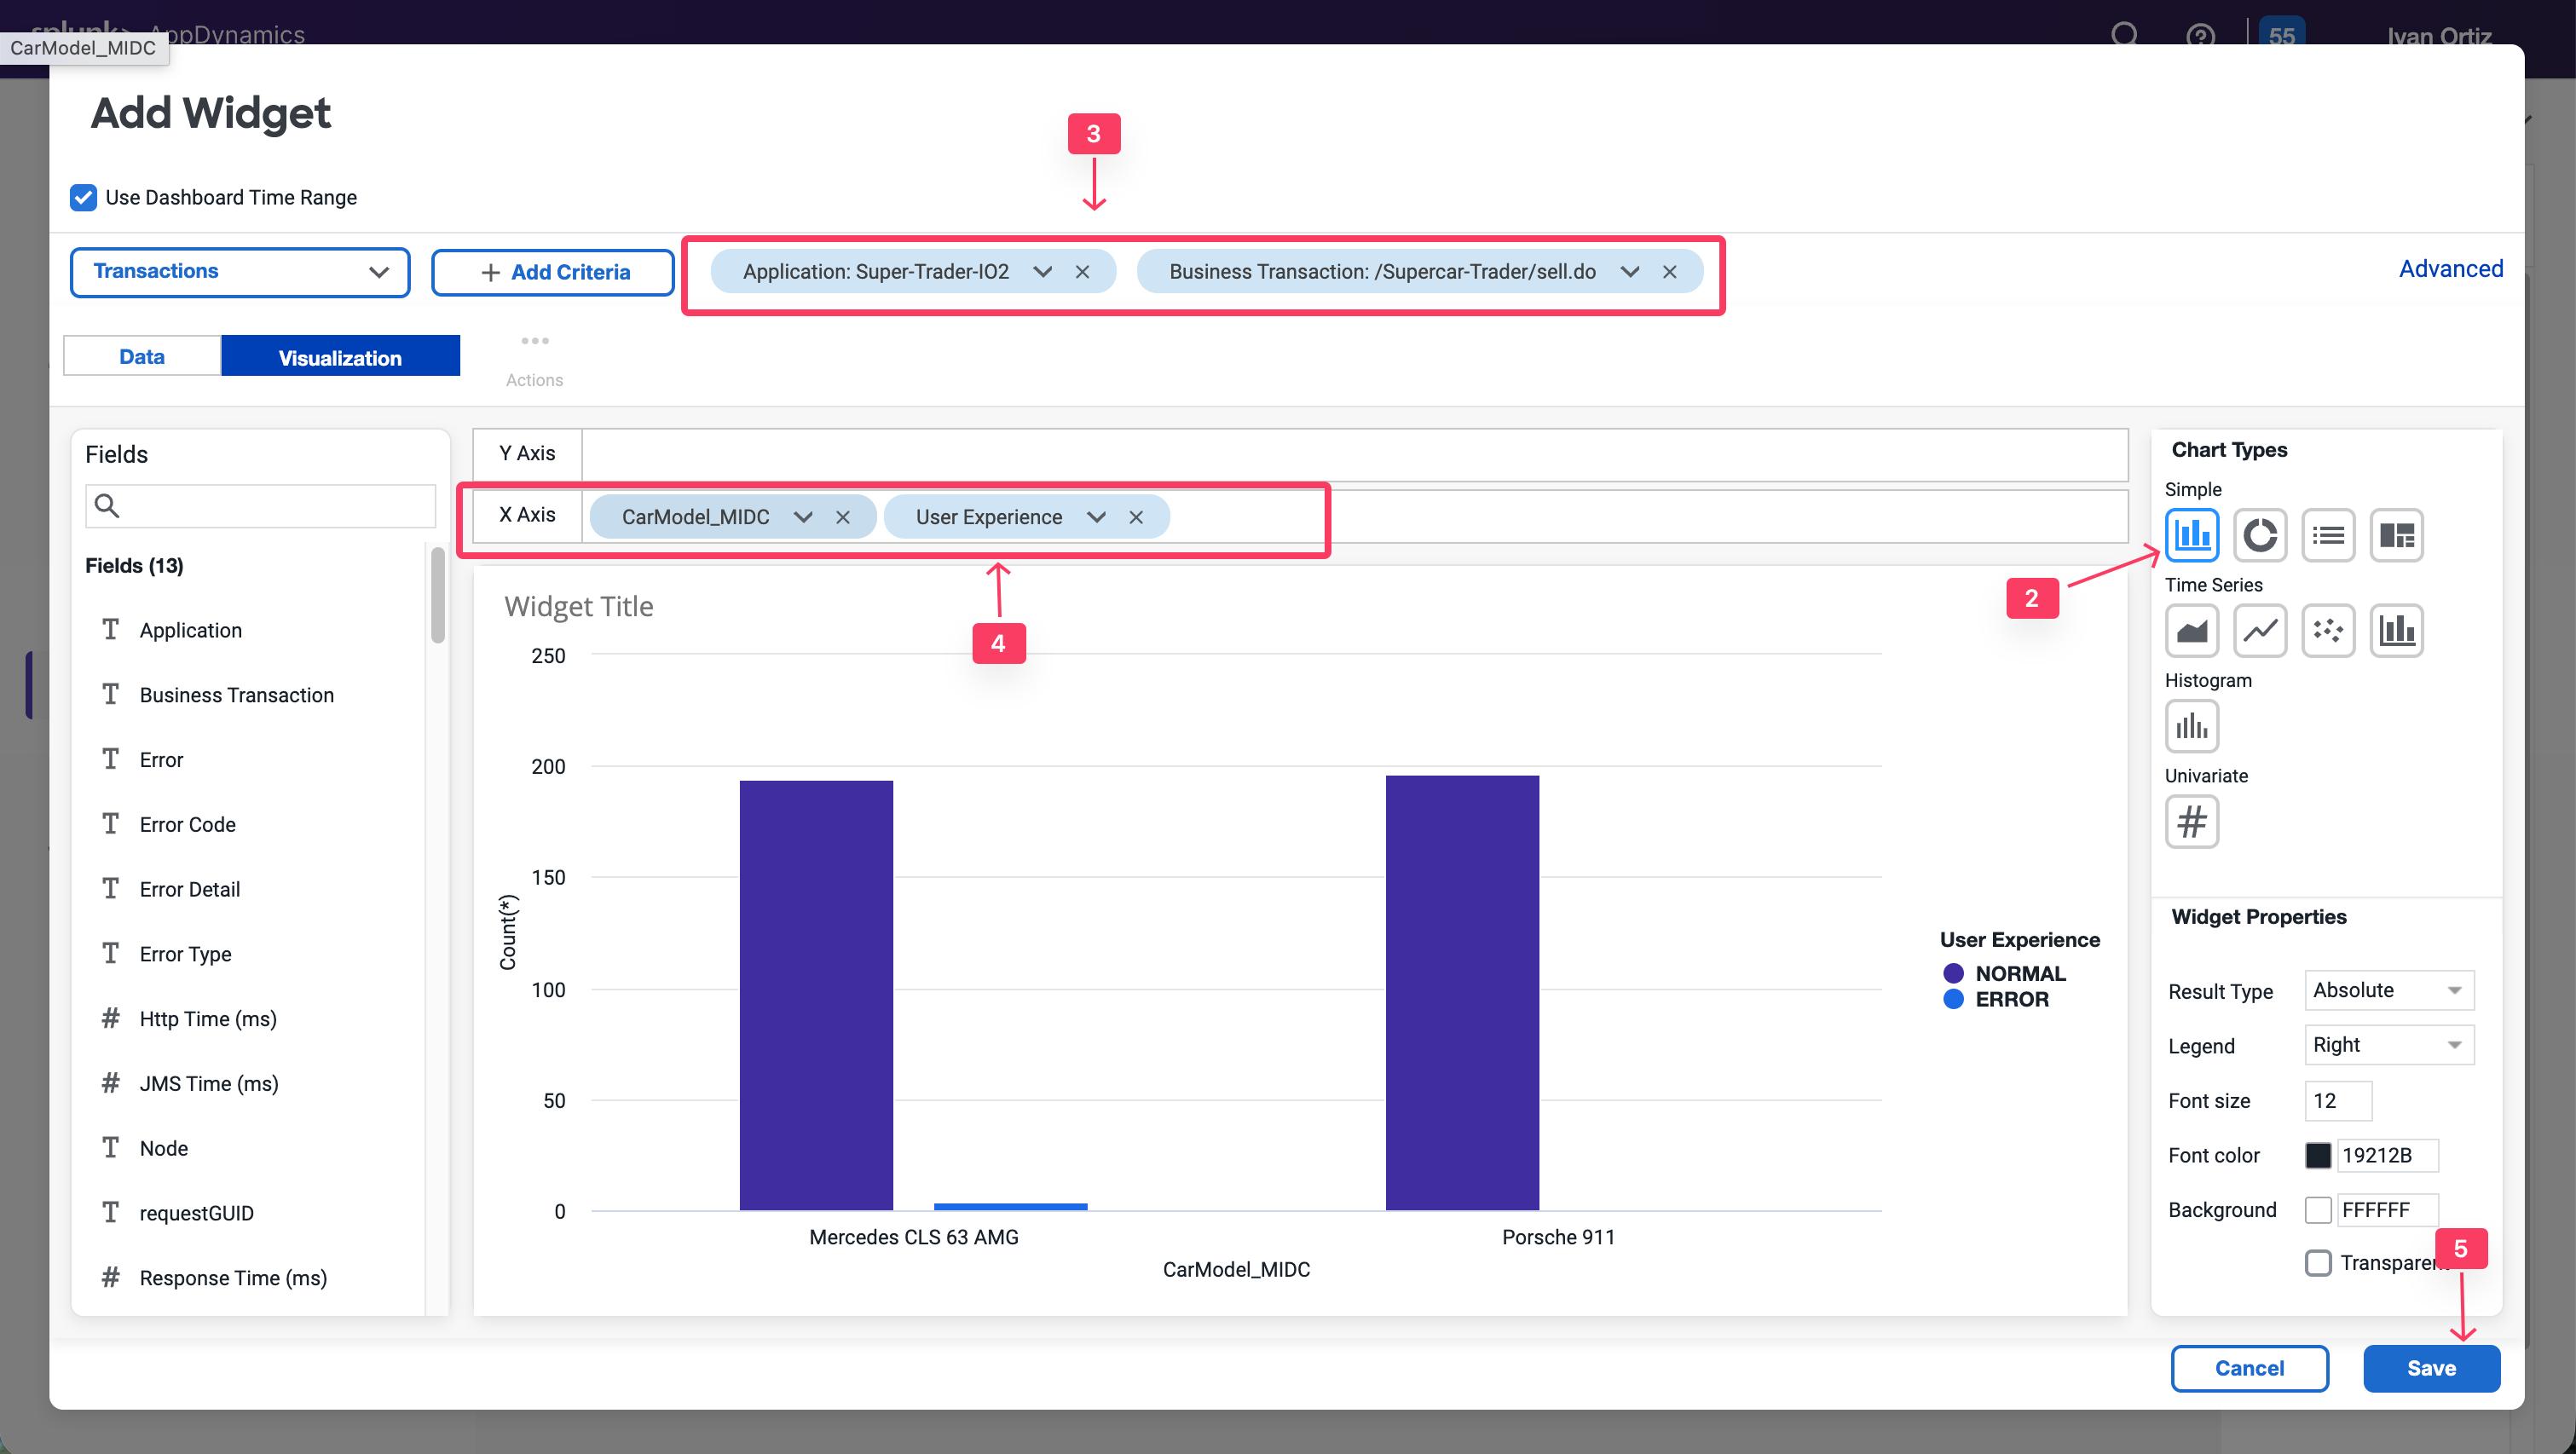 splunk> AppDynamics
CarModel_MIDC
55
Ivan Ortiz
Add Widget
3
Use Dashboard Time Range
Transactions
+ Add Criteria
Application: Super-Trader-IO2
Business Transaction: /Supercar-Trader/sell.do
Advanced
Data
Visualization
Actions
Fields
Fields (13)
T Application
T Business Transaction
T Error
T Error Code
T Error Detail
T Error Type
# Http Time (ms)
# JMS Time (ms)
T Node
T requestGUID
# Response Time (ms)
Y Axis
X Axis
CarModel_MIDC
User Experience
4
Widget Title
250
200
150
100
50
0
Count(*)
Mercedes CLS 63 AMG
Porsche 911
CarModel_MIDC
User Experience
NORMAL
ERROR
Chart Types
Simple
2
Time Series
Histogram
Univariate
#
Widget Properties
Result Type Absolute
Legend Right
Font size 12
Font color 19212B
Background FFFFFF
5
Transparent
Cancel
Save